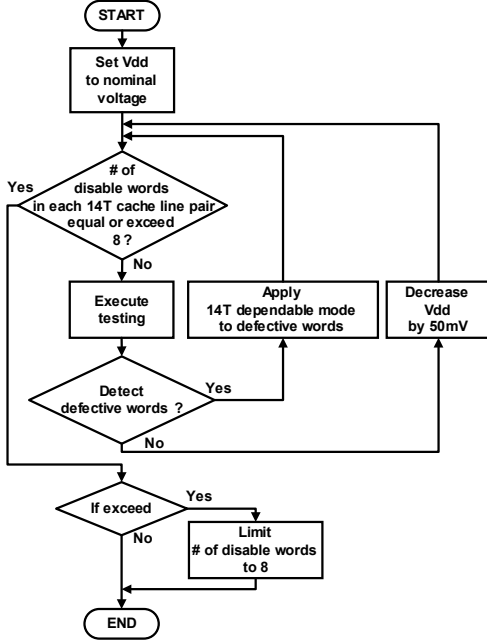 START
Set Vdd
to nominal
voltage
Yes
# of
disable words
in each 14T cache line pair
equal or exceed
8 ?
No
Execute
testing
Apply
14T dependable mode
to defective words
Decrease
Vdd
by 50mV
Detect
defective words ?
Yes
No
If exceed
Yes
No
Limit
# of disable words
to 8
END